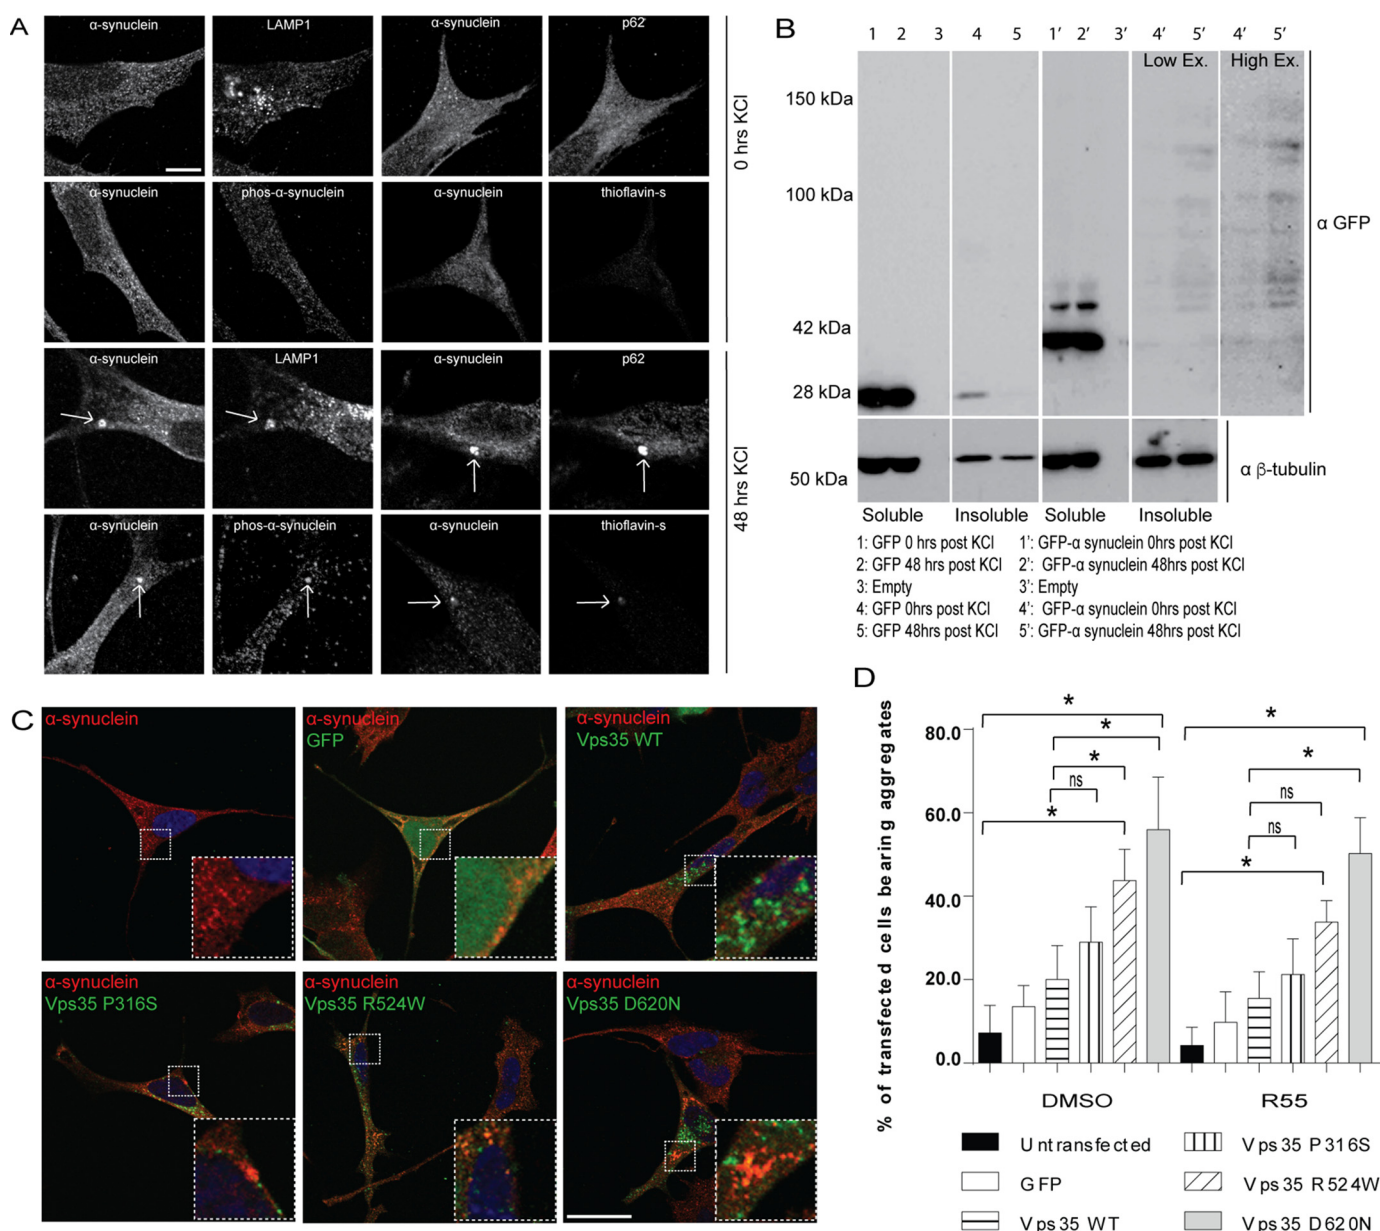 A
α-synuclein
LAMP1
α-synuclein
p62
α-synuclein
phos-α-synuclein
α-synuclein
thioflavin-s
0 hrs KCl
α-synuclein
LAMP1
α-synuclein
p62
α-synuclein
phos-α-synuclein
α-synuclein
thioflavin-s
48 hrs KCl
B
1 2 3 4 5 1’ 2’ 3’ 4’ 5’ 4’ 5’
Low Ex. High Ex.
150 kDa
100 kDa
42 kDa
28 kDa
50 kDa
α GFP
α β-tubulin
Soluble Insoluble Soluble Insoluble
1: GFP 0 hrs post KCl 1’: GFP-α synuclein 0hrs post KCl
2: GFP 48 hrs post KCl 2’: GFP-α synuclein 48hrs post KCl
3: Empty 3’: Empty
4: GFP 0hrs post KCl 4’: GFP-α synuclein 0hrs post KCl
5: GFP 48hrs post KCl 5’: GFP-α synuclein 48hrs post KCl
C
α-synuclein
α-synuclein
GFP
α-synuclein
Vps35 WT
α-synuclein
Vps35 P316S
α-synuclein
Vps35 R524W
α-synuclein
Vps35 D620N
D
% of transfected cells bearing aggregates
80.0
60.0
40.0
20.0
0.0
*
*
*
ns
*
*
*
ns
ns
*
DMSO R55
Untransfected
GFP
Vps35 WT
Vps35 P316S
Vps35 R524W
Vps35 D620N